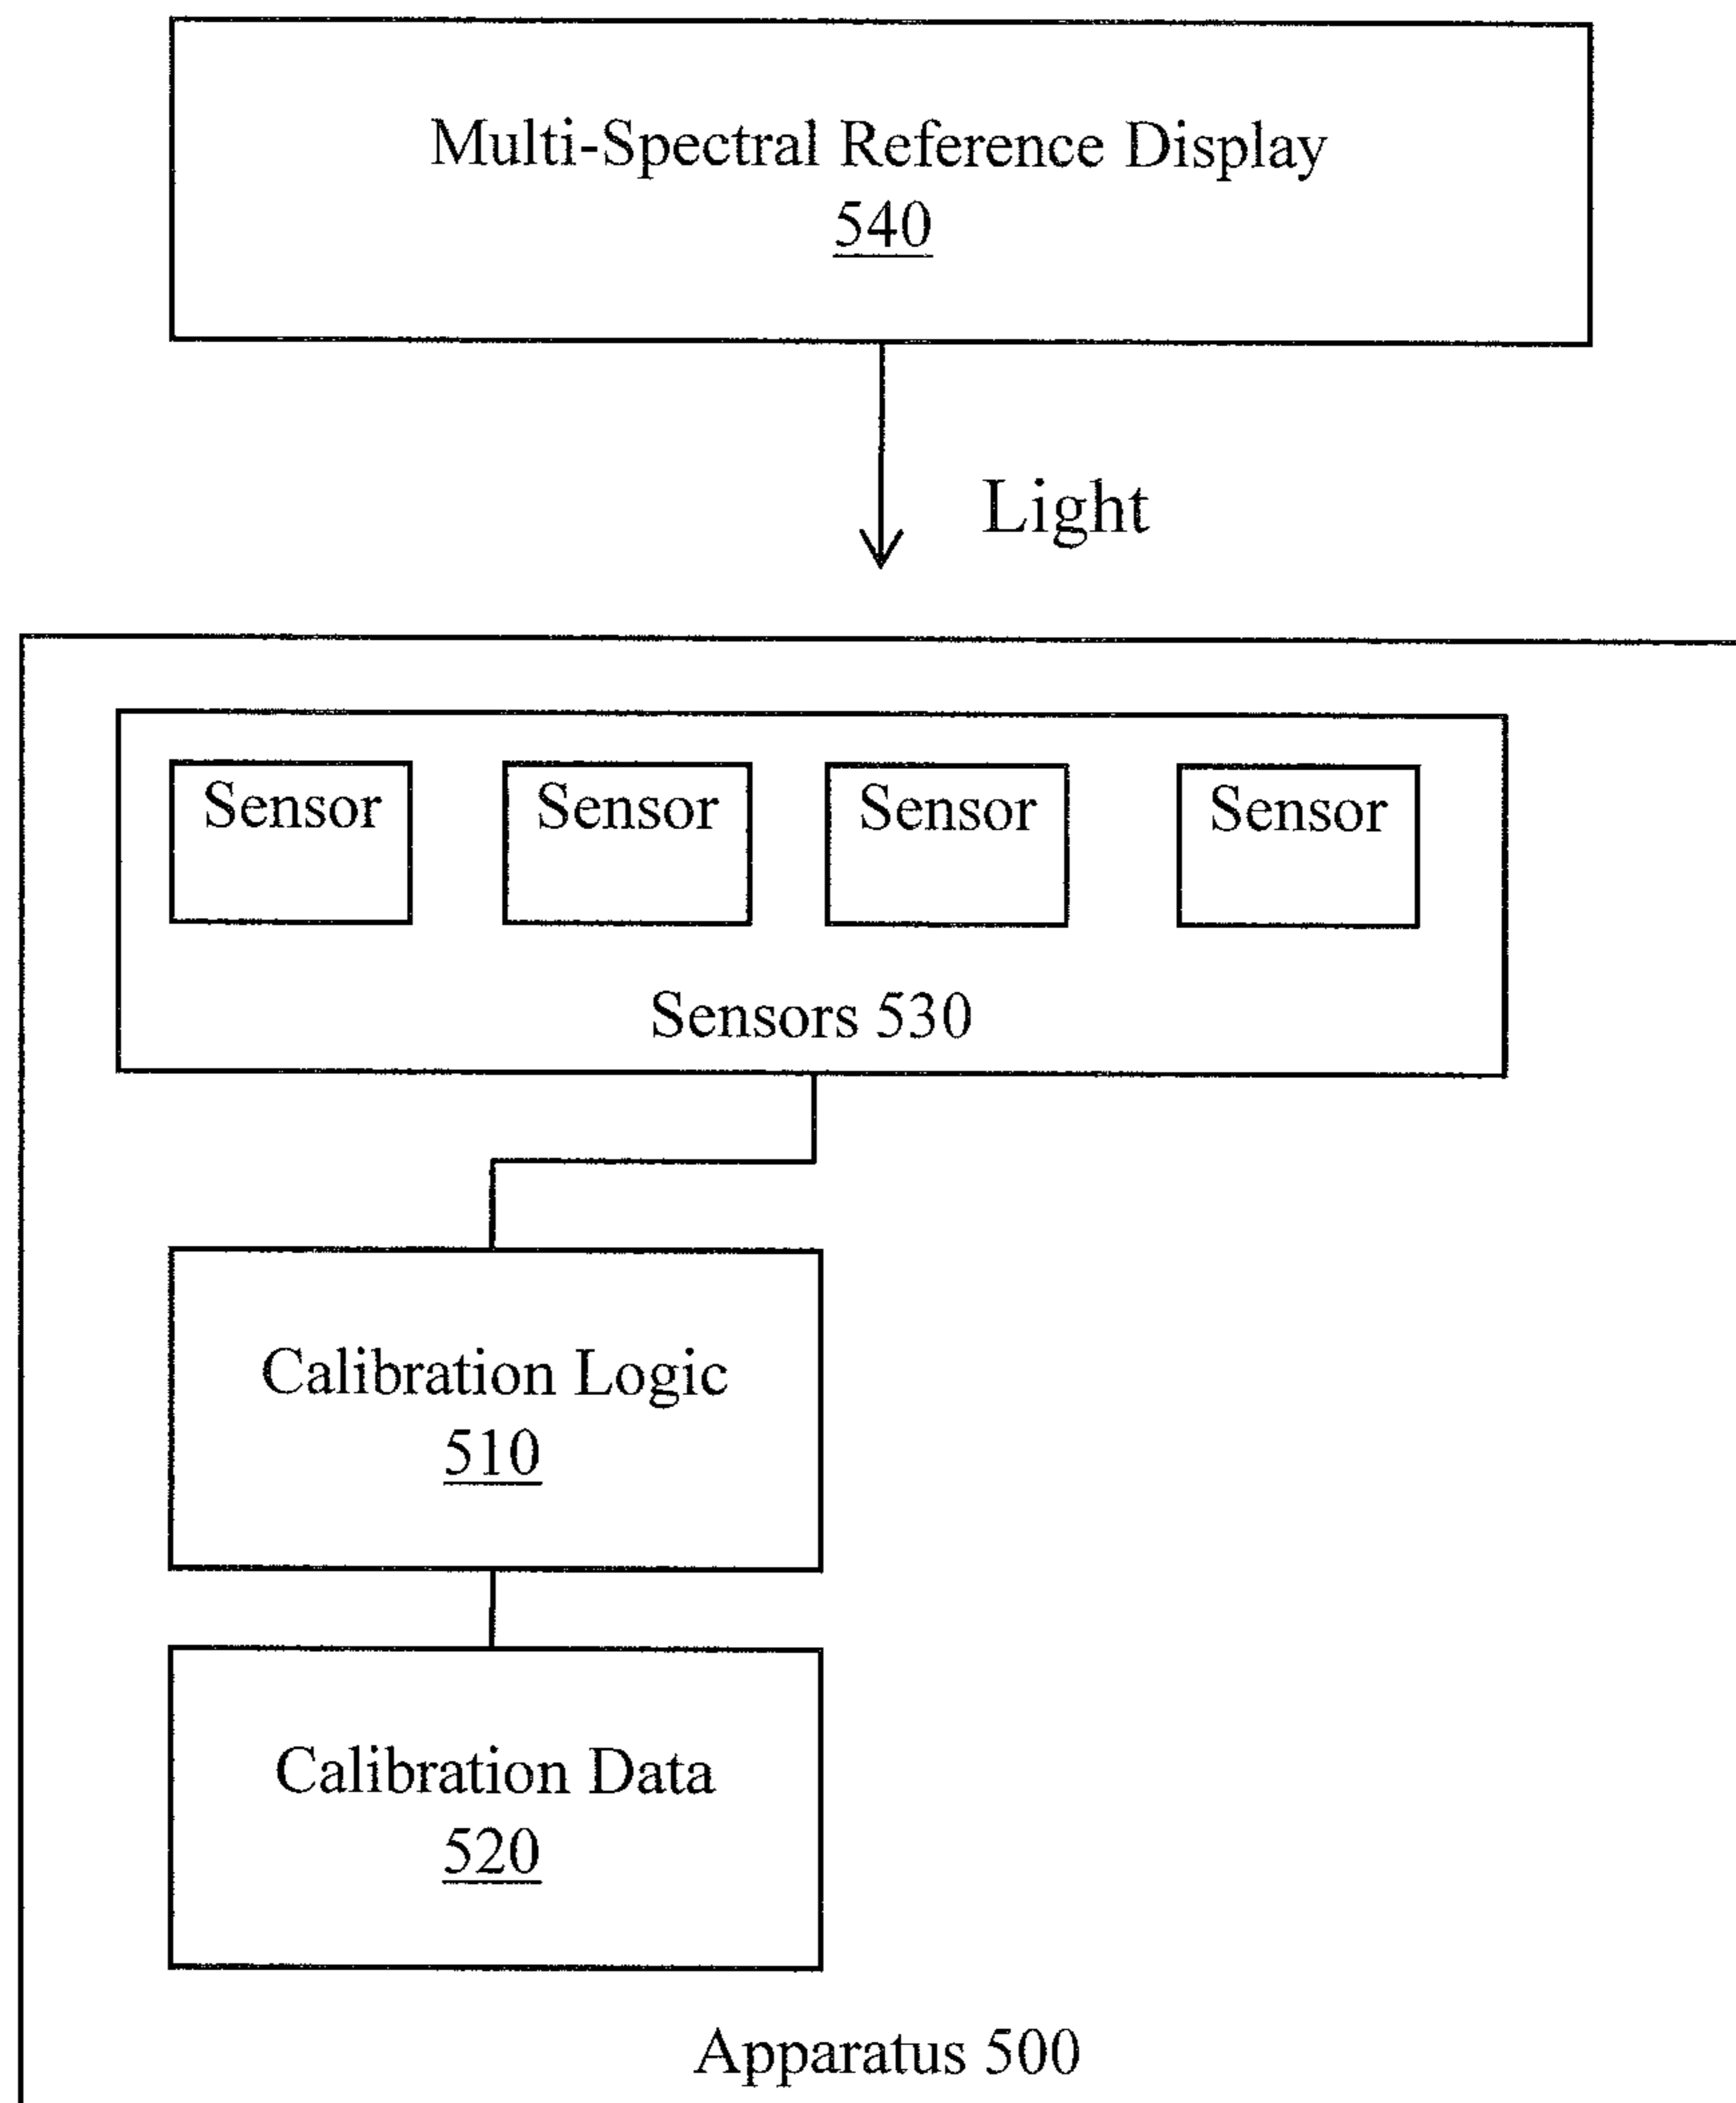 Multi-Spectral Reference Display
540
Light
Sensor Sensor Sensor Sensor
Sensors 530
Calibration Logic
510
Calibration Data
520
Apparatus 500